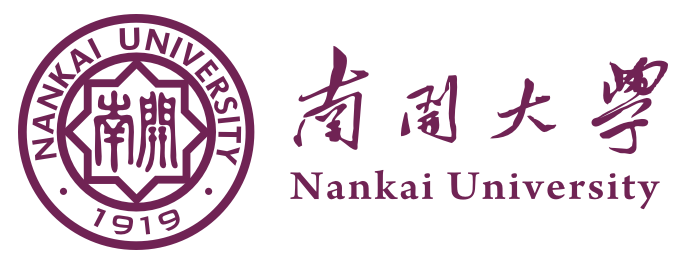 NANKAI UNIVERSITY
南開
1919
南開大學
Nankai University